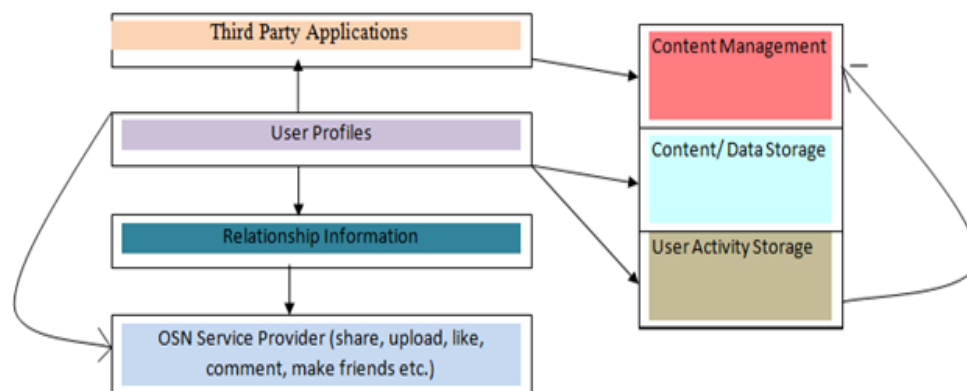 Third Party Applications
User Profiles
Relationship Information
OSN Service Provider (share, upload, like,
comment, make friends etc.)
Content Management
Content/ Data Storage
User Activity Storage